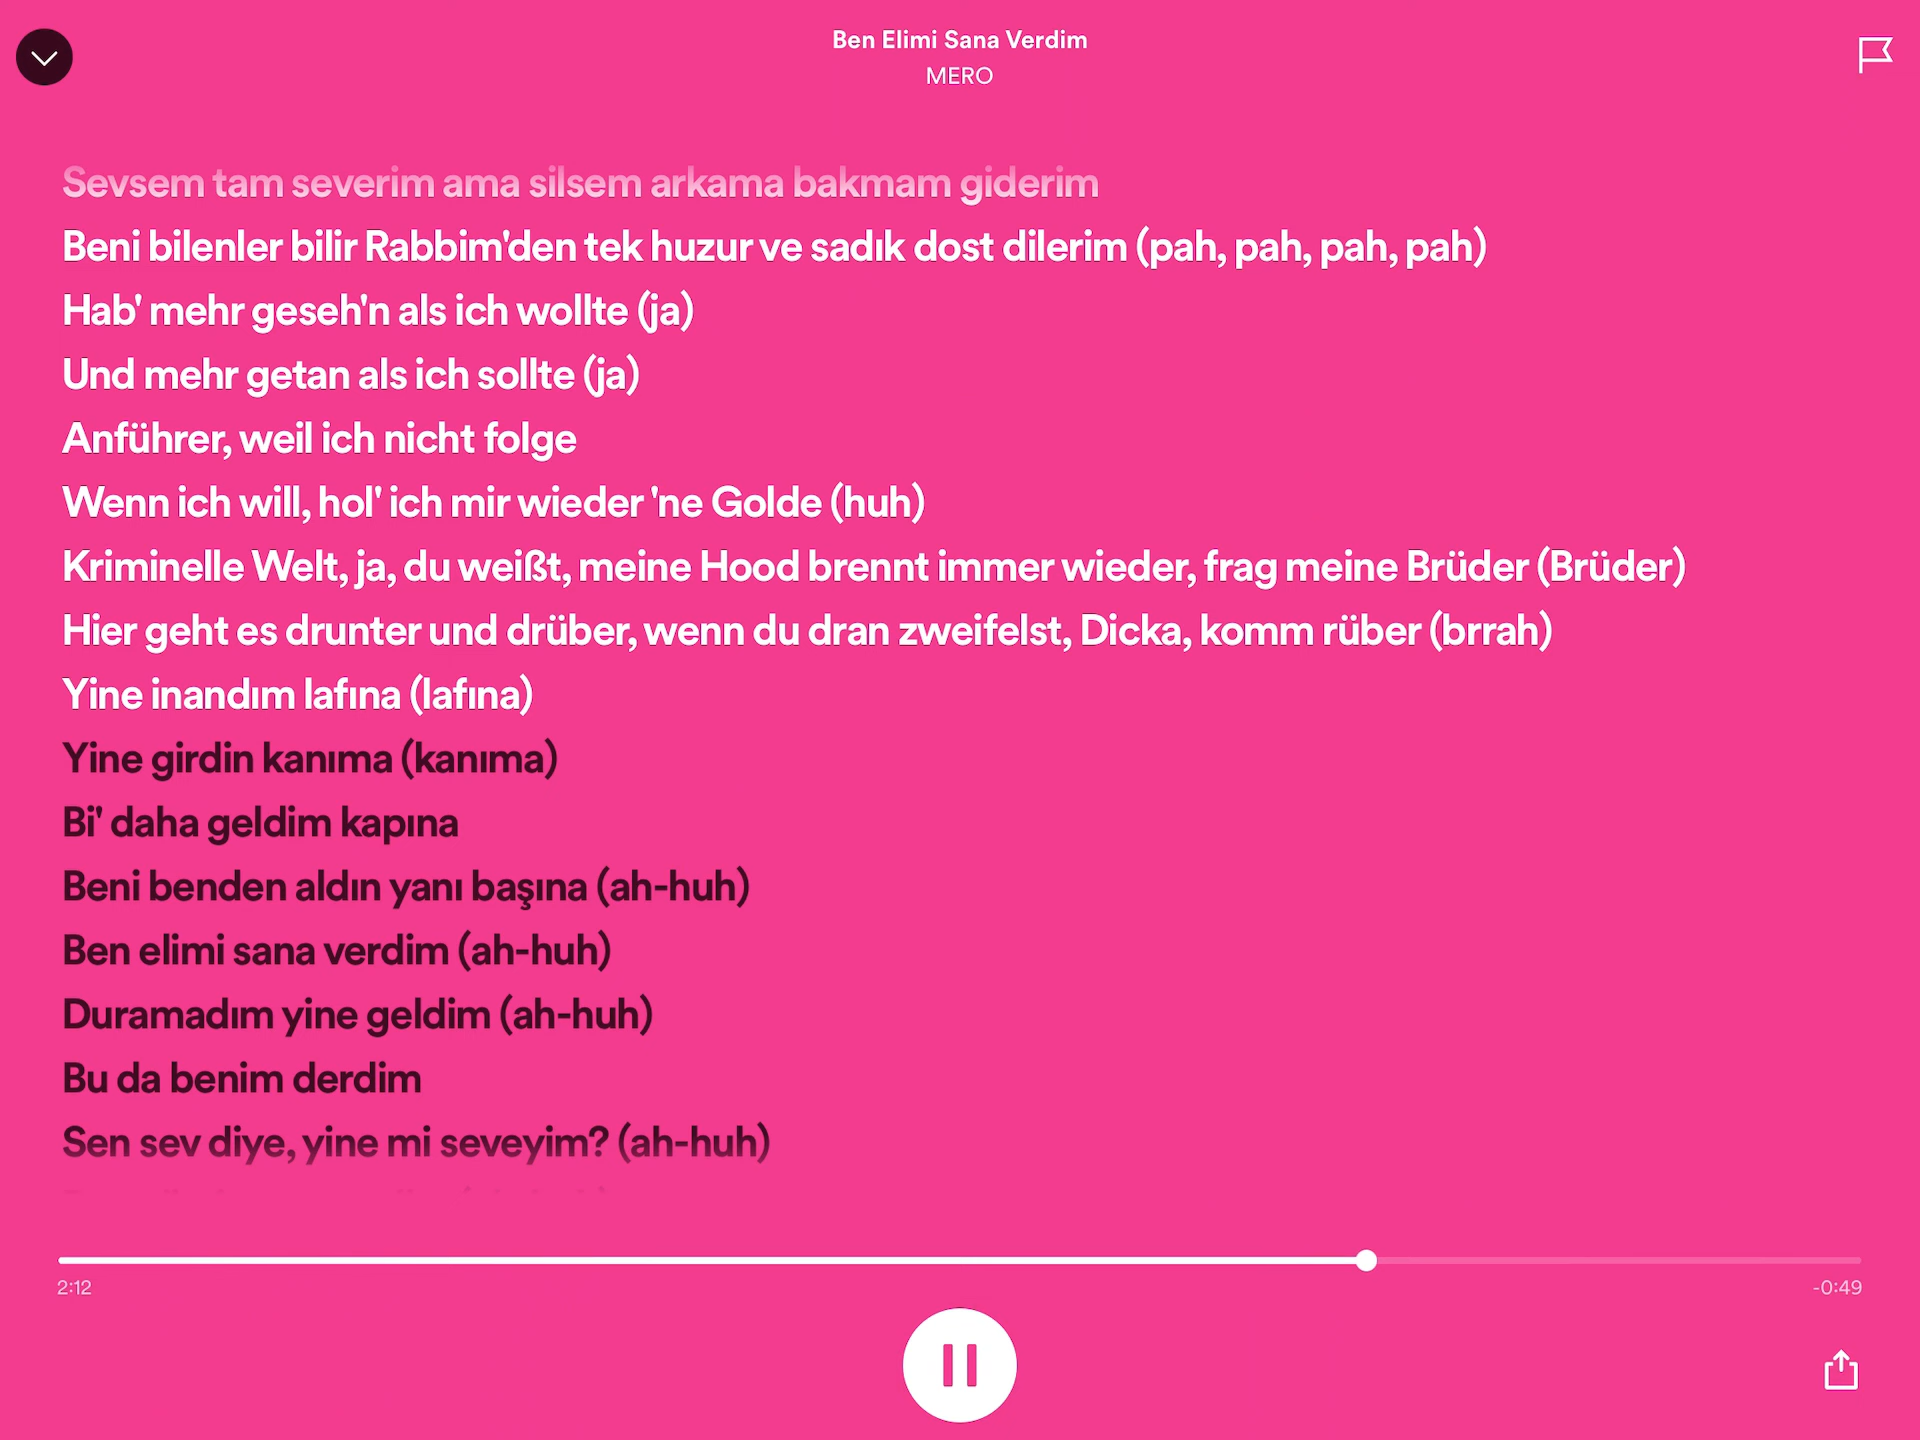 Ben Elimi Sana Verdim
MERO
Sevsem tam severim ama silsem arkama bakmam giderim
Beni bilenler bilir Rabbim'den tek huzur ve sadık dost dilerim (pah, pah, pah, pah)
Hab' mehr geseh'n als ich wollte (ja)
Und mehr getan als ich sollte (ja)
Anführer, weil ich nicht folge
Wenn ich will, hol' ich mir wieder 'ne Golde (huh)
Kriminelle Welt, ja, du weißt, meine Hood brennt immer wieder, frag meine Brüder (Brüder)
Hier geht es drunter und drüber, wenn du dran zweifelst, Dicka, komm rüber (brrah)
Yine inandım lafına (lafına)
Yine girdin kanıma (kanıma)
Bi' daha geldim kapına
Beni benden aldın yanı başına (ah-huh)
Ben elimi sana verdim (ah-huh)
Duramadım yine geldim (ah-huh)
Bu da benim derdim
Sen sev diye, yine mi seveyim? (ah-huh)
2:12
-0:49